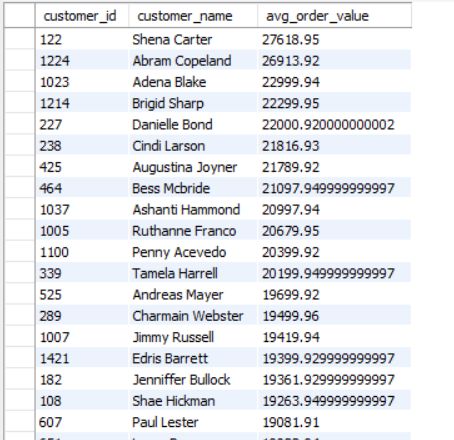 customer_id customer_name avg_order_value
122 Shena Carter 27618.95
1224 Abram Copeland 26913.92
1023 Adena Blake 22999.94
1214 Brigid Sharp 22299.95
227 Danielle Bond 22000.920000000002
238 Cindi Larson 21816.93
425 Augustina Joyner 21789.92
464 Bess Mcbride 21097.949999999997
1037 Ashanti Hammond 20997.94
1005 Ruthanne Franco 20679.95
1100 Penny Acevedo 20399.92
339 Tamela Harrell 20199.949999999997
525 Andreas Mayer 19699.92
289 Charmain Webster 19499.96
1007 Jimmy Russell 19419.94
1421 Edris Barrett 19399.929999999997
182 Jenniffer Bullock 19361.929999999997
108 Shae Hickman 19263.949999999997
607 Paul Lester 19081.91